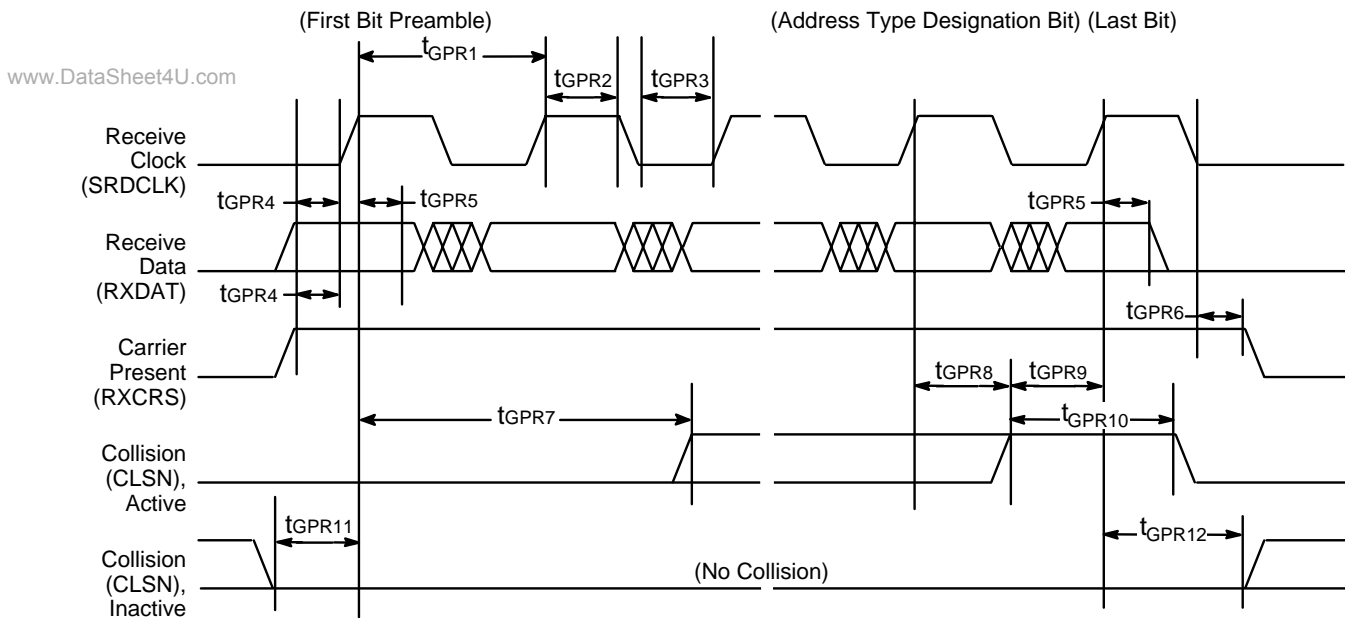 (First Bit Preamble)
(Address Type Designation Bit) (Last Bit)
tGPR1
www.DataSheet4U.com
tGPR2
tGPR3
Receive
Clock
(SRDCLK)
tGPR4
tGPR5
tGPR5
Receive
Data
(RXDAT)
tGPR4
tGPR6
Carrier
Present
(RXCRS)
tGPR8
tGPR9
tGPR7
tGPR10
Collision
(CLSN),
Active
tGPR11
tGPR12
Collision
(CLSN),
Inactive
(No Collision)